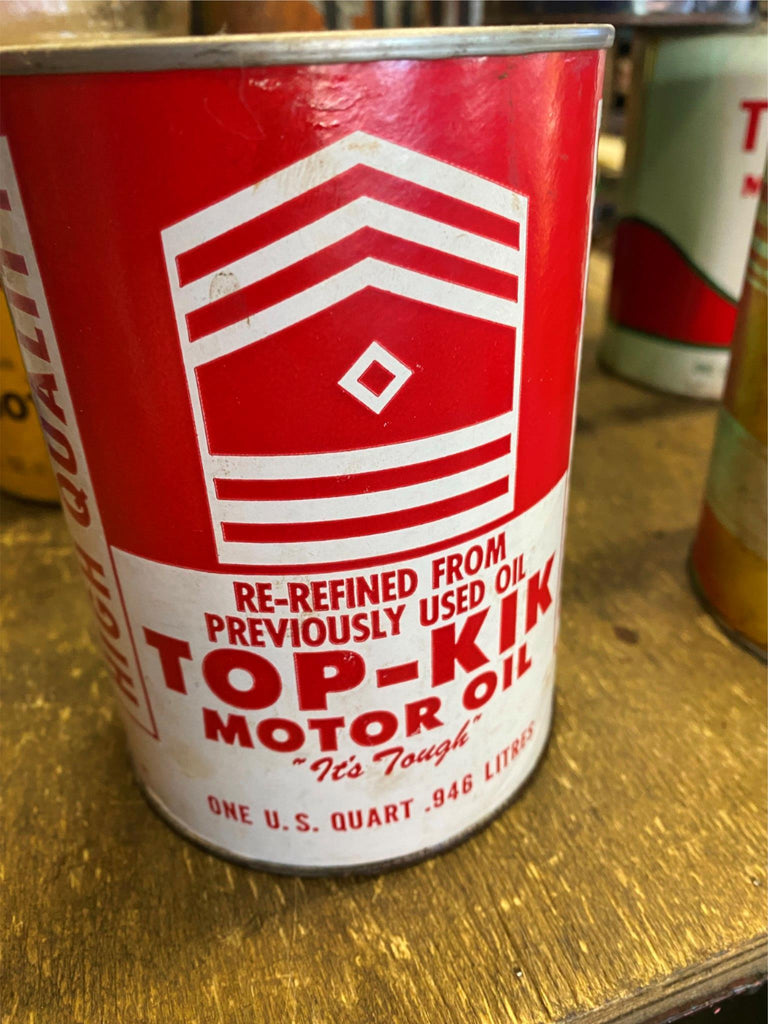 HIGH QUALITY
RE-REFINED FROM
PREVIOUSLY USED OIL
TOP-KIK
MOTOR OIL
"It's Tough"
ONE U.S. QUART .946 LITRES
T